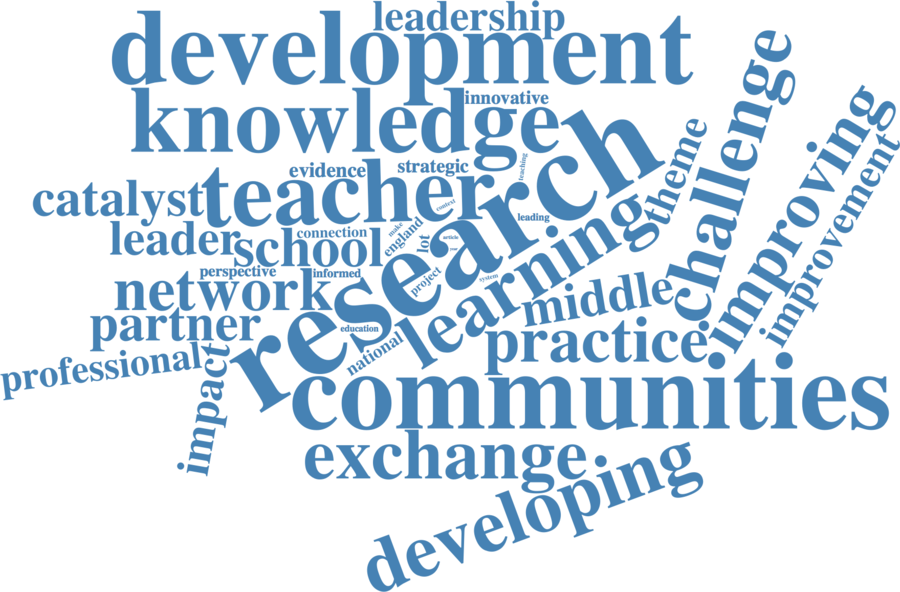 leadership
development
knowledge
innovative
research
challenge
improving
improvement
theme
evidence
strategic
teaching
catalyst
teacher
context
leading
make
england
leader
school
connection
lot
article
year
perspective
informed
project
system
learning
network
middle
partner
education
national
practice
professional
impact
communities
exchange
developing